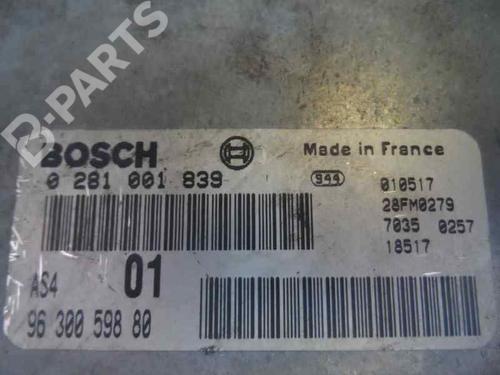 B-PARTS
BOSCH
Made in France
0 281 001 839
944
010517
28FM0279
7035 0257
18517
AS4
01
96 300 598 80